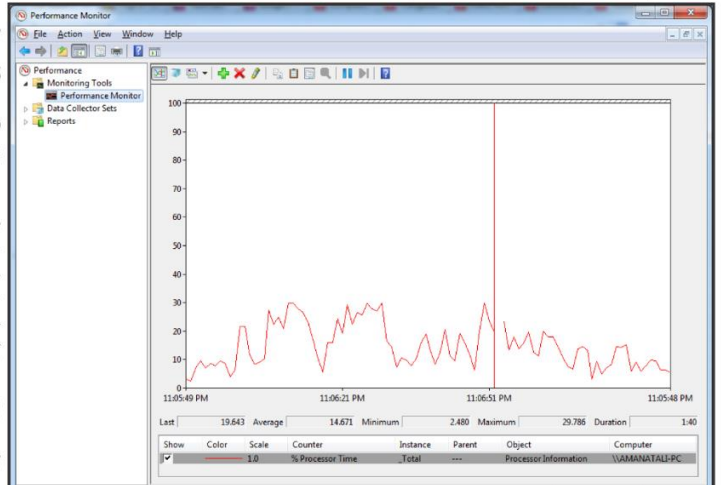 Performance Monitor
File Action View Window Help
Performance
Monitoring Tools
Performance Monitor
Data Collector Sets
Reports
100
90
80
70
60
50
40
30
20
10
0
11:05:49 PM 11:06:21 PM 11:06:51 PM 11:05:48 PM
Last 19.643 Average 14.671 Minimum 2.480 Maximum 29.786 Duration 1:40
Show Color Scale Counter Instance Parent Object Computer
1.0 % Processor Time _Total --- Processor Information \\AMANATALI-PC